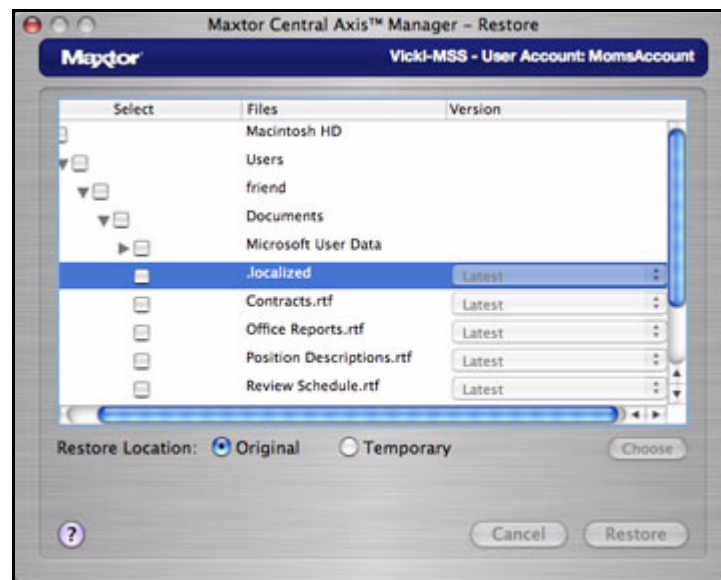 Maxtor Central Axis™ Manager – Restore
Maxtor Vicki-MSS - User Account: MomsAccount
Select Files Version
Macintosh HD
Users
friend
Documents
Microsoft User Data
.localized Latest
Contracts.rtf Latest
Office Reports.rtf Latest
Position Descriptions.rtf Latest
Review Schedule.rtf Latest
Restore Location: Original Temporary Choose
? Cancel Restore